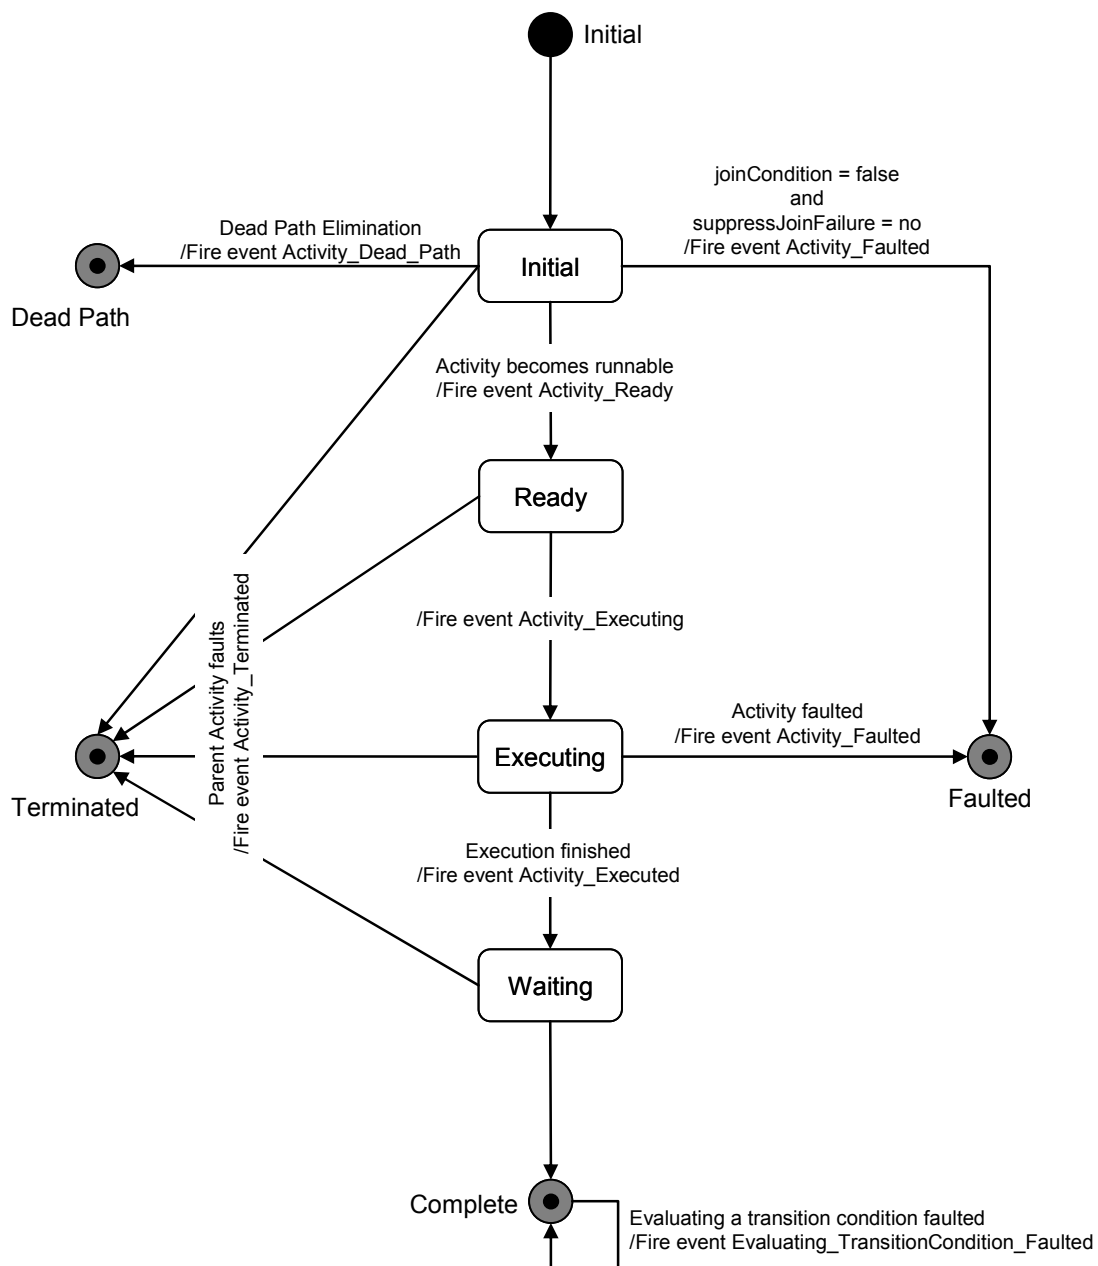 Initial
joinCondition = false
and
suppressJoinFailure = no
/Fire event Activity_Faulted
Dead Path Elimination
/Fire event Activity_Dead_Path
Initial
Dead Path
Activity becomes runnable
/Fire event Activity_Ready
Ready
Parent Activity faults
/Fire event Activity_Terminated
/Fire event Activity_Executing
Activity faulted
/Fire event Activity_Faulted
Executing
Terminated
Faulted
Execution finished
/Fire event Activity_Executed
Waiting
Complete
Evaluating a transition condition faulted
/Fire event Evaluating_TransitionCondition_Faulted